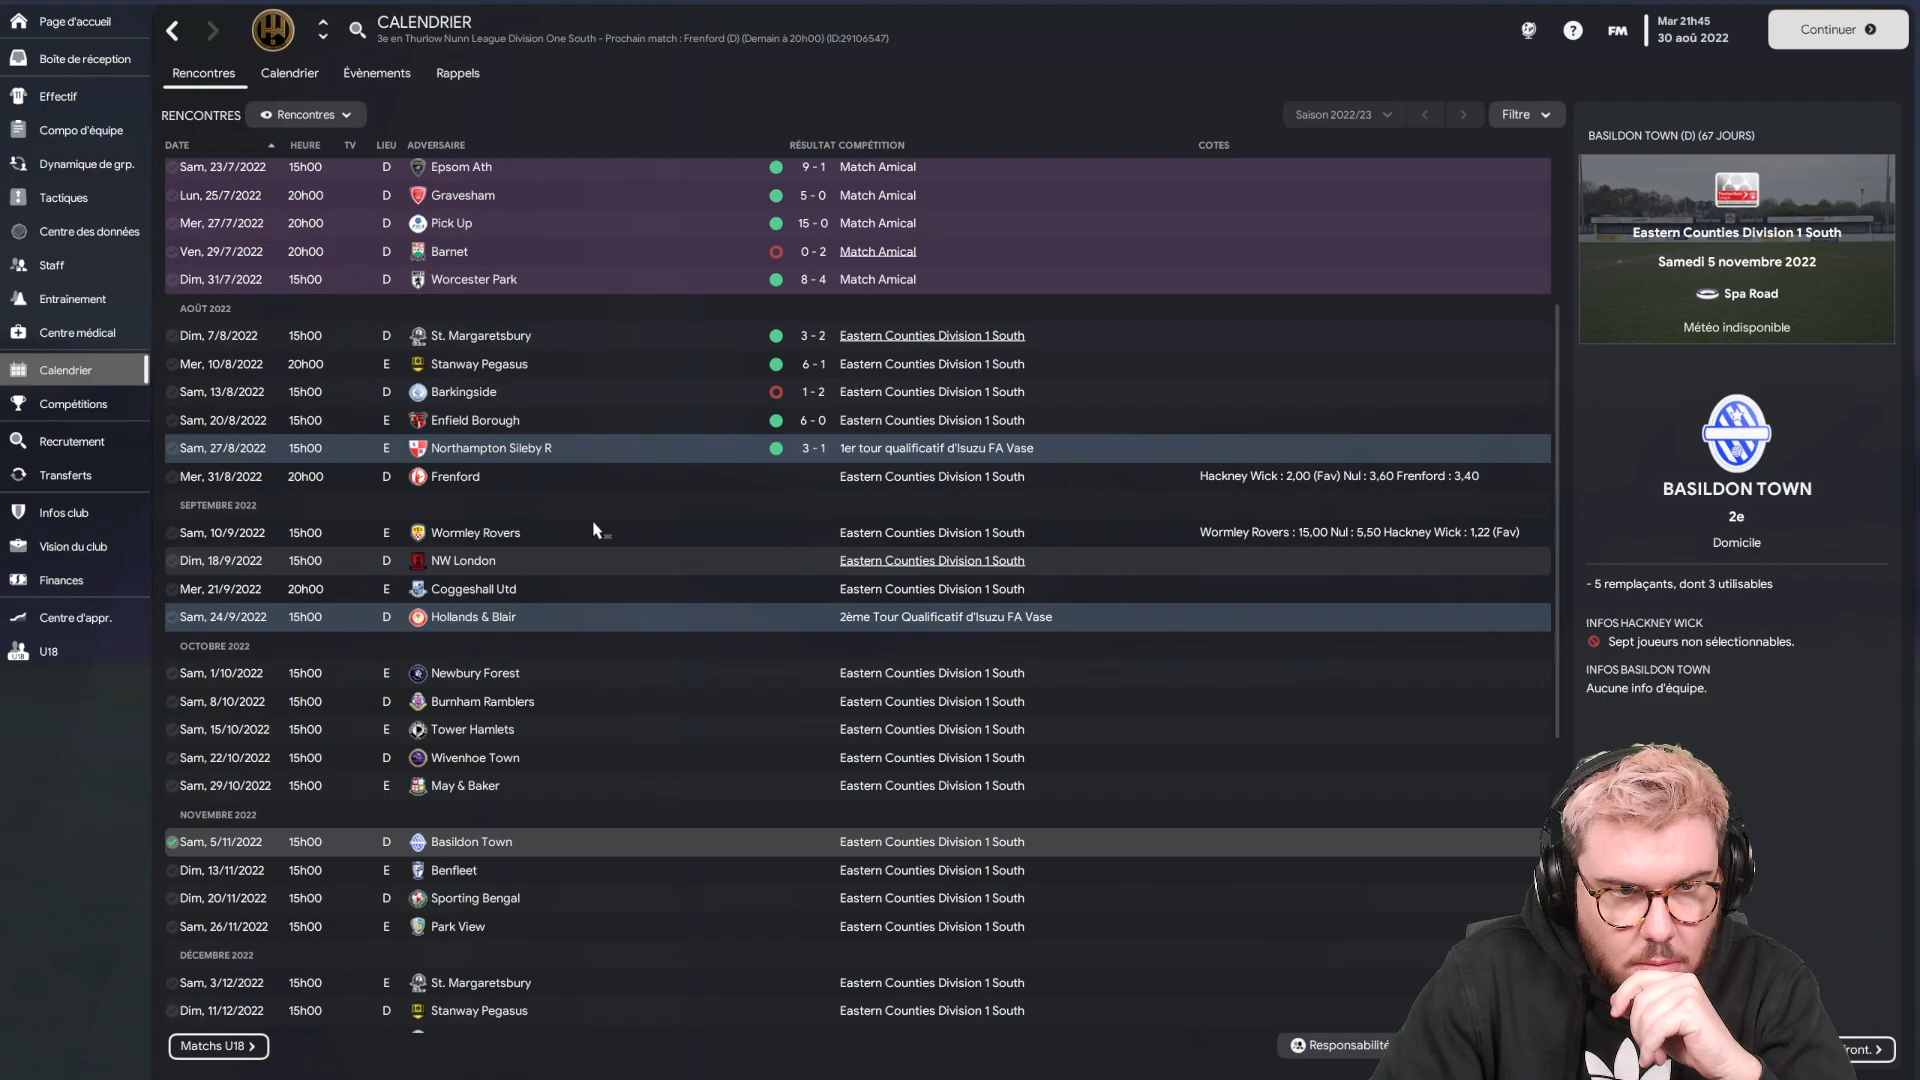 Page d'accueil
Boîte de réception
Effectif
Compo d'équipe
Dynamique de grp.
Tactiques
Centre des données
Staff
Entraînement
Centre médical
Calendrier
Compétitions
Recrutement
Transferts
Infos club
Vision du club
Finances
Centre d'appr.
U18
CALENDRIER
3e en Thurlow Nunn League Division One South - Prochain match : Frenford (D) (Demain à 20h00) (ID:29106547)
FM
Mar 21h45
30 aoû 2022
Continuer
Rencontres Calendrier Évènements Rappels
RENCONTRES Rencontres Saison 2022/23 Filtre
DATE HEURE TV LIEU ADVERSAIRE RÉSULTAT COMPÉTITION COTES
Sam, 23/7/2022 15h00 D Epsom Ath 9 - 1 Match Amical
Lun, 25/7/2022 20h00 D Gravesham 5 - 0 Match Amical
Mer, 27/7/2022 20h00 D Pick Up 15 - 0 Match Amical
Ven, 29/7/2022 20h00 D Barnet 0 - 2 Match Amical
Dim, 31/7/2022 15h00 D Worcester Park 8 - 4 Match Amical
AOÛT 2022
Dim, 7/8/2022 15h00 D St. Margaretsbury 3 - 2 Eastern Counties Division 1 South
Mer, 10/8/2022 20h00 E Stanway Pegasus 6 - 1 Eastern Counties Division 1 South
Sam, 13/8/2022 15h00 D Barkingside 1 - 2 Eastern Counties Division 1 South
Sam, 20/8/2022 15h00 E Enfield Borough 6 - 0 Eastern Counties Division 1 South
Sam, 27/8/2022 15h00 E Northampton Sileby R 3 - 1 1er tour qualificatif d'Isuzu FA Vase
Mer, 31/8/2022 20h00 D Frenford Eastern Counties Division 1 South Hackney Wick : 2,00 (Fav) Nul : 3,60 Frenford : 3,40
SEPTEMBRE 2022
Sam, 10/9/2022 15h00 E Wormley Rovers Eastern Counties Division 1 South Wormley Rovers : 15,00 Nul : 5,50 Hackney Wick : 1,22 (Fav)
Dim, 18/9/2022 15h00 D NW London Eastern Counties Division 1 South
Mer, 21/9/2022 20h00 E Coggeshall Utd Eastern Counties Division 1 South
Sam, 24/9/2022 15h00 D Hollands & Blair 2ème Tour Qualificatif d'Isuzu FA Vase
OCTOBRE 2022
Sam, 1/10/2022 15h00 E Newbury Forest Eastern Counties Division 1 South
Sam, 8/10/2022 15h00 D Burnham Ramblers Eastern Counties Division 1 South
Sam, 15/10/2022 15h00 E Tower Hamlets Eastern Counties Division 1 South
Sam, 22/10/2022 15h00 D Wivenhoe Town Eastern Counties Division 1 South
Sam, 29/10/2022 15h00 E May & Baker Eastern Counties Division 1 South
NOVEMBRE 2022
Sam, 5/11/2022 15h00 D Basildon Town Eastern Counties Division 1 South
Dim, 13/11/2022 15h00 E Benfleet Eastern Counties Division 1 South
Dim, 20/11/2022 15h00 D Sporting Bengal Eastern Counties Division 1 South
Sam, 26/11/2022 15h00 E Park View Eastern Counties Division 1 South
DÉCEMBRE 2022
Sam, 3/12/2022 15h00 E St. Margaretsbury Eastern Counties Division 1 South
Dim, 11/12/2022 15h00 D Stanway Pegasus Eastern Counties Division 1 South
Matchs U18
Responsabilité
ront.
BASILDON TOWN (D) (67 JOURS)
Eastern Counties Division 1 South
Samedi 5 novembre 2022
Spa Road
Météo indisponible
BASILDON TOWN
2e
Domicile
- 5 remplaçants, dont 3 utilisables
INFOS HACKNEY WICK
Sept joueurs non sélectionnables.
INFOS BASILDON TOWN
Aucune info d'équipe.